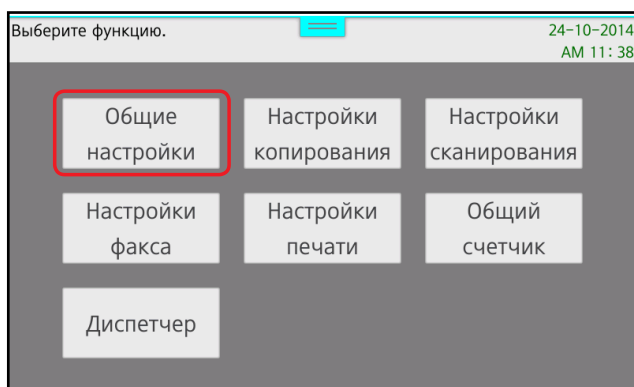 Выберите функцию.
24-10-2014
AM 11: 38
Общие
настройки
Настройки
копирования
Настройки
сканирования
Настройки
факса
Настройки
печати
Общий
счетчик
Диспетчер